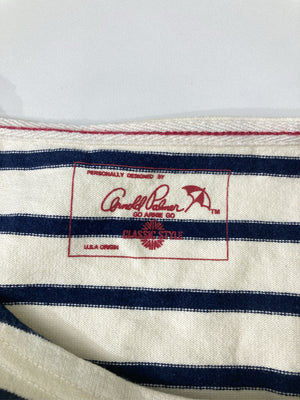 PERSONALLY DESIGNED BY
Arnold Palmer TM
GO ARNIE GO
CLASSIC STYLE
U.S.A ORIGIN